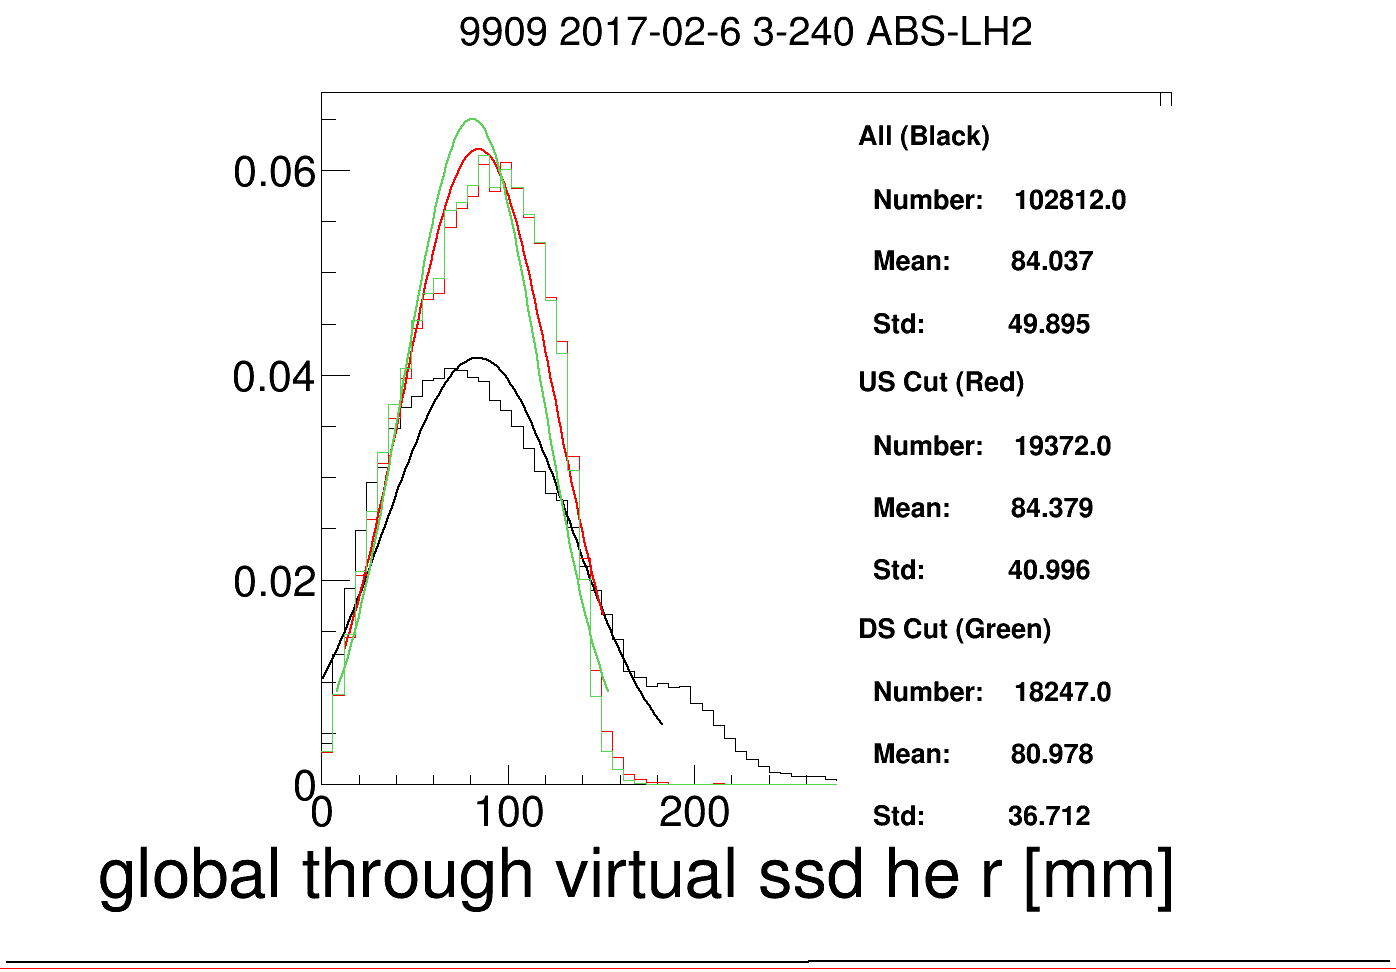 9909 2017-02-6 3-240 ABS-LH2
All (Black)
Number: 102812.0
Mean: 84.037
Std: 49.895
US Cut (Red)
Number: 19372.0
Mean: 84.379
Std: 40.996
DS Cut (Green)
Number: 18247.0
Mean: 80.978
Std: 36.712
0.06
0.04
0.02
0
0 100 200
global through virtual ssd he r [mm]